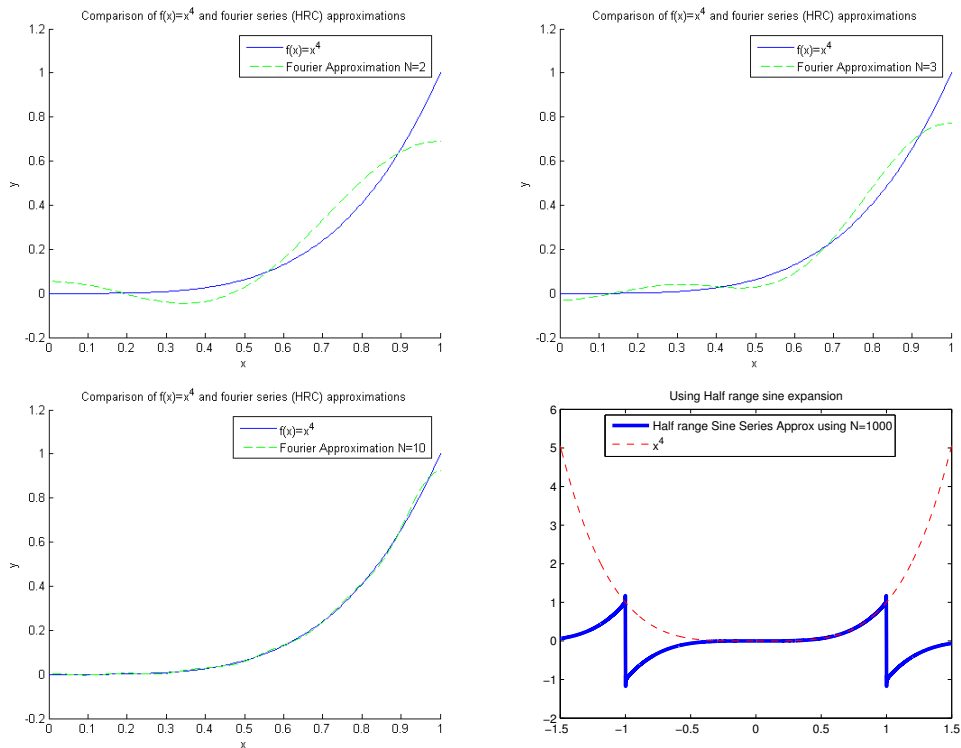 Comparison of f(x)=x⁴ and fourier series (HRC) approximations
1.2
1
0.8
0.6
0.4
0.2
0
-0.2
y
f(x)=x⁴
Fourier Approximation N=2
0 0.1 0.2 0.3 0.4 0.5 0.6 0.7 0.8 0.9 1
x
Comparison of f(x)=x⁴ and fourier series (HRC) approximations
1.2
1
0.8
0.6
0.4
0.2
0
-0.2
y
f(x)=x⁴
Fourier Approximation N=3
0 0.1 0.2 0.3 0.4 0.5 0.6 0.7 0.8 0.9 1
x
Comparison of f(x)=x⁴ and fourier series (HRC) approximations
1.2
1
0.8
0.6
0.4
0.2
0
-0.2
y
f(x)=x⁴
Fourier Approximation N=10
0 0.1 0.2 0.3 0.4 0.5 0.6 0.7 0.8 0.9 1
x
Using Half range sine expansion
6
5
4
3
2
1
0
−1
−2
Half range Sine Series Approx using N=1000
x⁴
−1.5 −1 −0.5 0 0.5 1 1.5